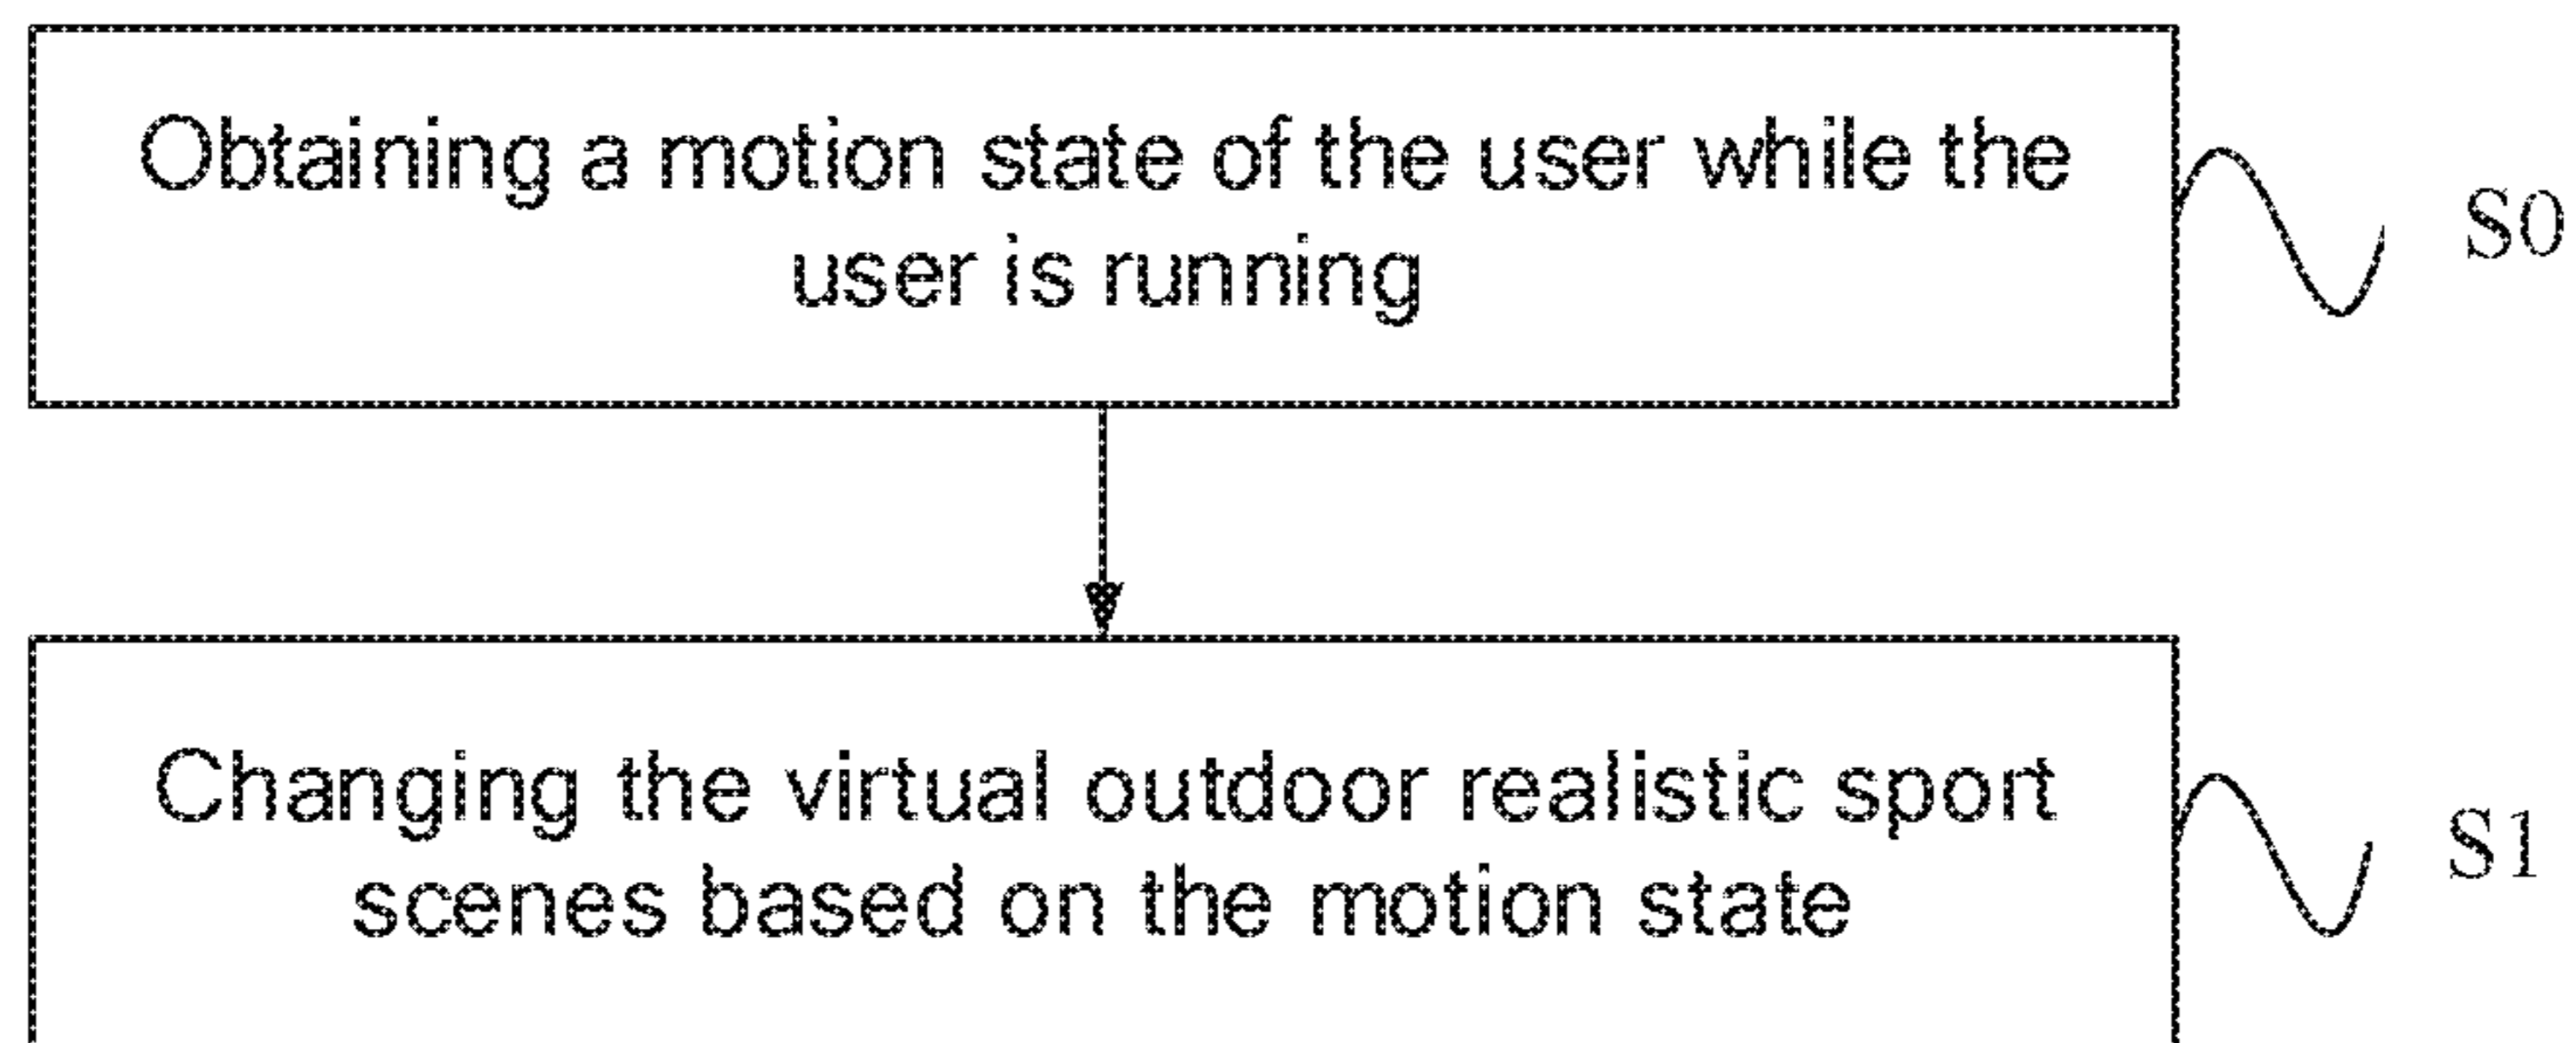 Obtaining a motion state of the user while the
user is running
S0
Changing the virtual outdoor realistic sport
scenes based on the motion state
S1